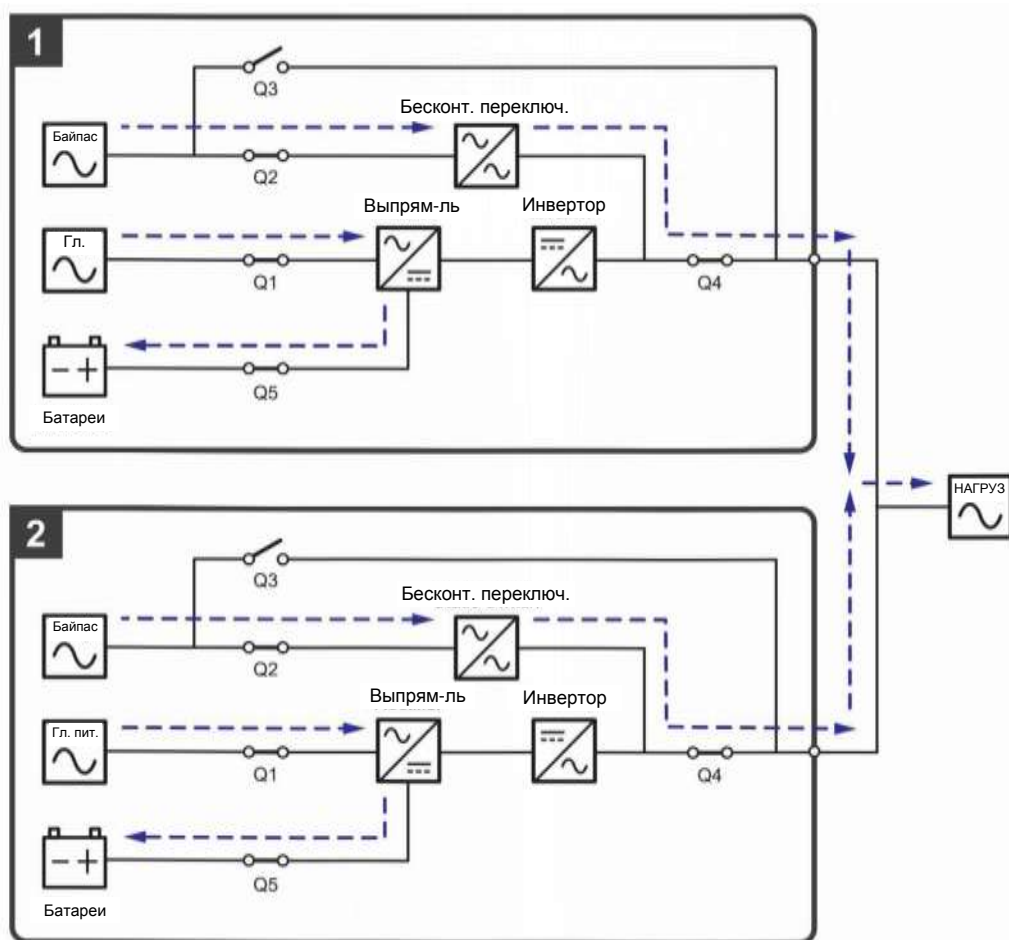 1
Q3
Бесконт. переключ.
Байпас
Q2
Выпрям-ль
Инвертор
Гл.
Q1
Q4
Q5
Батареи
НАГРУЗ
2
Q3
Бесконт. переключ.
Байпас
Q2
Выпрям-ль
Инвертор
Гл. пит.
Q1
Q4
Q5
Батареи